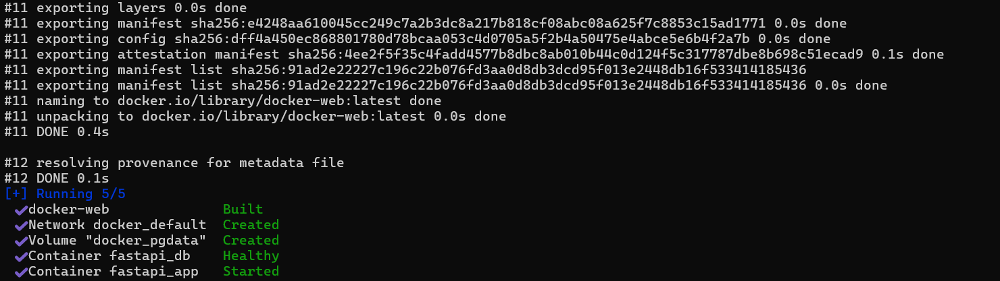 #11 exporting layers 0.0s done
#11 exporting manifest sha256:e4248aa610045cc249c7a2b3dc8a217b818cf08abc08a625f7c8853c15ad1771 0.0s done
#11 exporting config sha256:dff4a450ec868801780d78bcaa053c4d0705a5f2b4a50475e4abce5e6b4f2a7b 0.0s done
#11 exporting attestation manifest sha256:4ee2f5f35c4fadd4577b8dbc8ab010b44c0d124f5c317787dbe8b698c51ecad9 0.1s done
#11 exporting manifest list sha256:91ad2e22227c196c22b076fd3aa0d8db3dcd95f013e2448db16f533414185436
#11 exporting manifest list sha256:91ad2e22227c196c22b076fd3aa0d8db3dcd95f013e2448db16f533414185436 0.0s done
#11 naming to docker.io/library/docker-web:latest done
#11 unpacking to docker.io/library/docker-web:latest 0.0s done
#11 DONE 0.4s
#12 resolving provenance for metadata file
#12 DONE 0.1s
[+] Running 5/5
✔docker-web Built
✔Network docker_default Created
✔Volume "docker_pgdata" Created
✔Container fastapi_db Healthy
✔Container fastapi_app Started